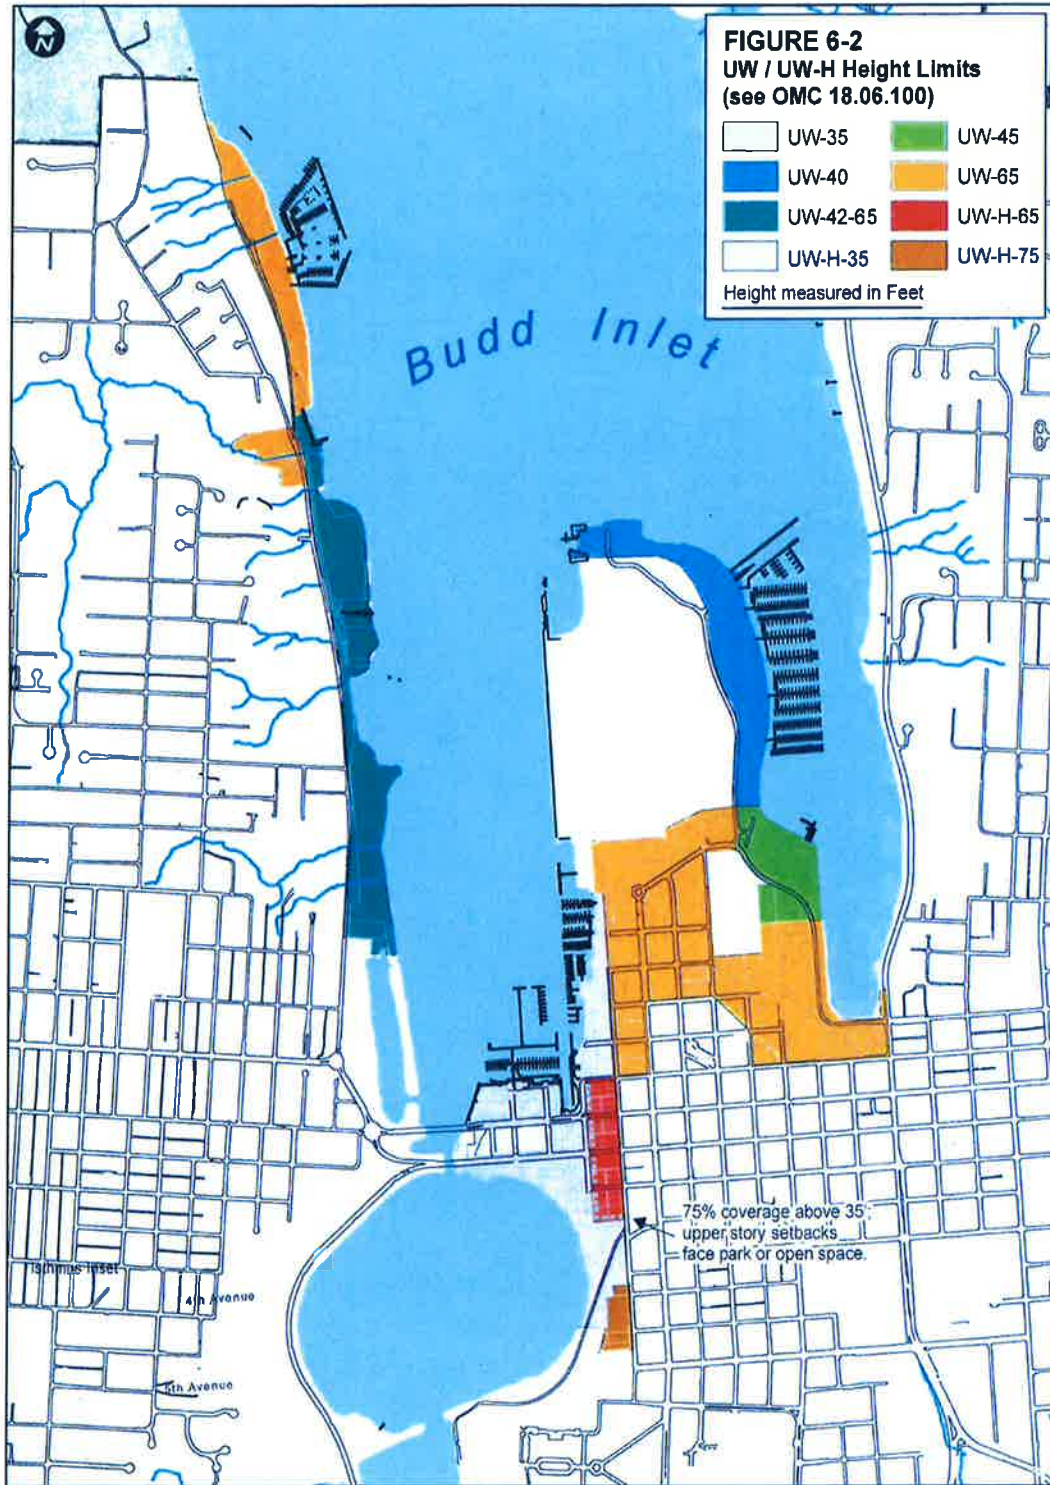 N
FIGURE 6-2
UW / UW-H Height Limits
(see OMC 18.06.100)
UW-35
UW-45
UW-40
UW-65
UW-42-65
UW-H-65
UW-H-35
UW-H-75
Height measured in Feet
Budd Inlet
75% coverage above 35';
upper story setbacks
face park or open space.
Isthmus Inset
4th Avenue
5th Avenue